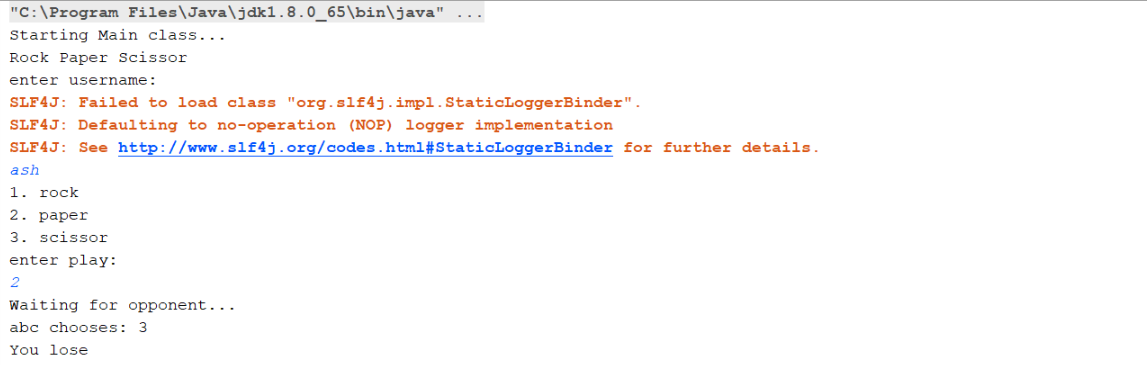 "C:\Program Files\Java\jdk1.8.0_65\bin\java" ...
Starting Main class...
Rock Paper Scissor
enter username:
SLF4J: Failed to load class "org.slf4j.impl.StaticLoggerBinder".
SLF4J: Defaulting to no-operation (NOP) logger implementation
SLF4J: See http://www.slf4j.org/codes.html#StaticLoggerBinder for further details.
ash
1. rock
2. paper
3. scissor
enter play:
2
Waiting for opponent...
abc chooses: 3
You lose